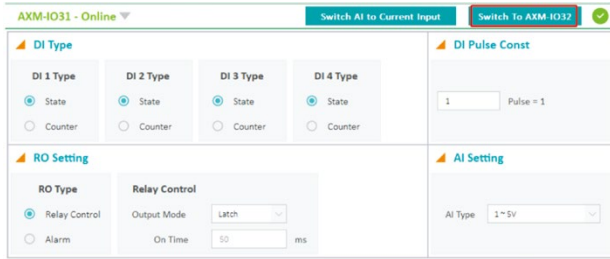 AXM-IO31 - Online
Switch AI to Current Input
Switch To AXM-IO32
DI Type
DI Pulse Const
DI 1 Type
DI 2 Type
DI 3 Type
DI 4 Type
State
State
State
State
Counter
Counter
Counter
Counter
1
Pulse = 1
RO Setting
AI Setting
RO Type
Relay Control
Relay Control
Output Mode
Latch
Alarm
On Time
50
ms
AI Type
1~5V